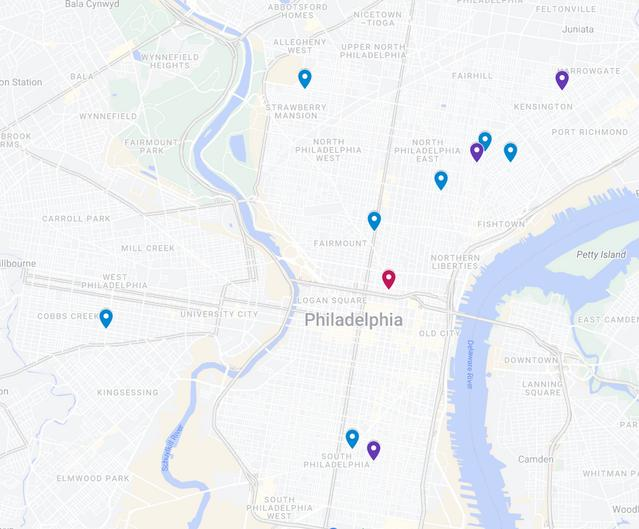 Bala Cynwyd
ABBOTSFORD
HOMES
NICETOWN
-TIOGA
PHILADELPHIA
FELTONVILLE
Juniata
ALLEGHENY
WEST
UPPER NORTH
PHILADELPHIA
WYNNEFIELD
HEIGHTS
on Station
BALA
FAIRHILL
HARROWGATE
STRAWBERRY
MANSION
KENSINGTON
WYNNEFIELD
PORT RICHMOND
BROOK
RMS
FAIRMOUNT
PARK
NORTH
PHILADELPHIA
WEST
NORTH
PHILADELPHIA
EAST
CARROLL PARK
FISHTOWN
MILL CREEK
FAIRMOUNT
Petty Island
NORTHERN
LIBERTIES
illbourne
WEST
PHILADELPHIA
LOGAN SQUARE
COBBS CREEK
UNIVERSITY CITY
Philadelphia
OLD CITY
EAST CAMDEN
Delaware River
DOWNTOWN
LANNING
SQUARE
on
KINGSESSING
Schuylkill River
SOUTH
PHILADELPHIA
Camden
ELMWOOD PARK
WHITMAN PA
SOUTH
PHILADELPHIA
WEST
Woodl